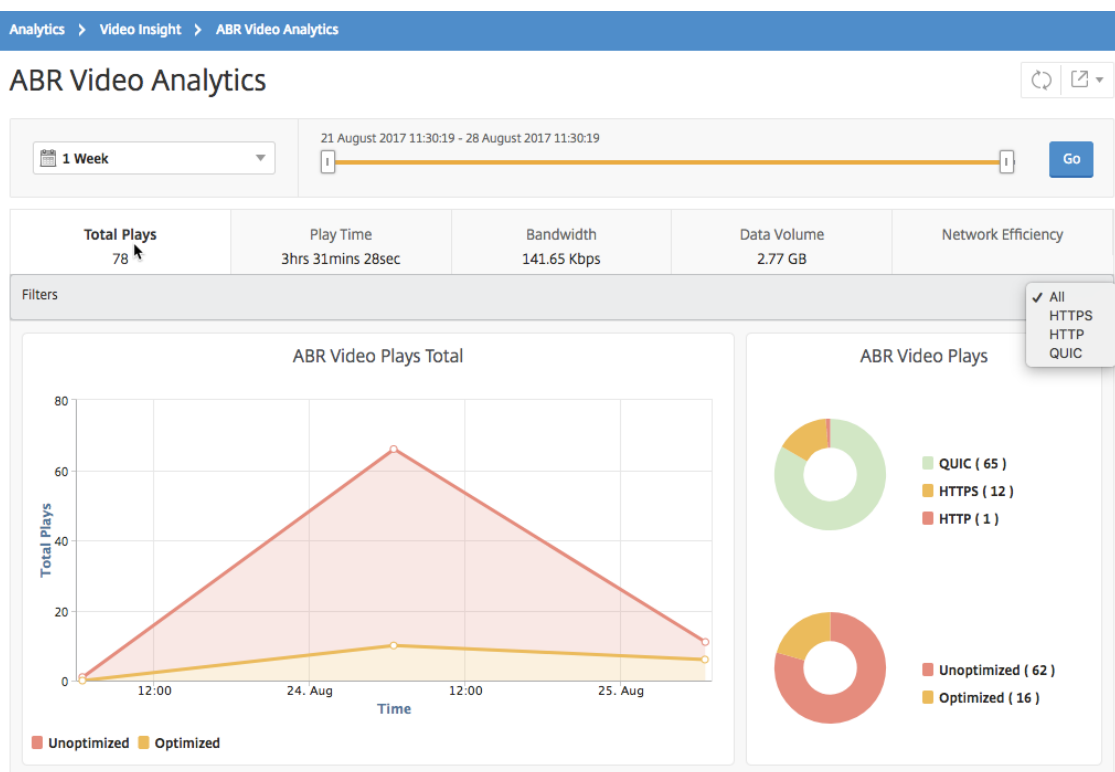 Analytics > Video Insight > ABR Video Analytics
ABR Video Analytics
1 Week
21 August 2017 11:30:19 - 28 August 2017 11:30:19
Go
Total Plays
78
Play Time
3hrs 31mins 28sec
Bandwidth
141.65 Kbps
Data Volume
2.77 GB
Network Efficiency
Filters
✓ All
HTTPS
HTTP
QUIC
ABR Video Plays Total
80
60
40
20
0
Total Plays
12:00
24. Aug
12:00
25. Aug
Time
Unoptimized
Optimized
ABR Video Plays
QUIC ( 65 )
HTTPS ( 12 )
HTTP ( 1 )
Unoptimized ( 62 )
Optimized ( 16 )